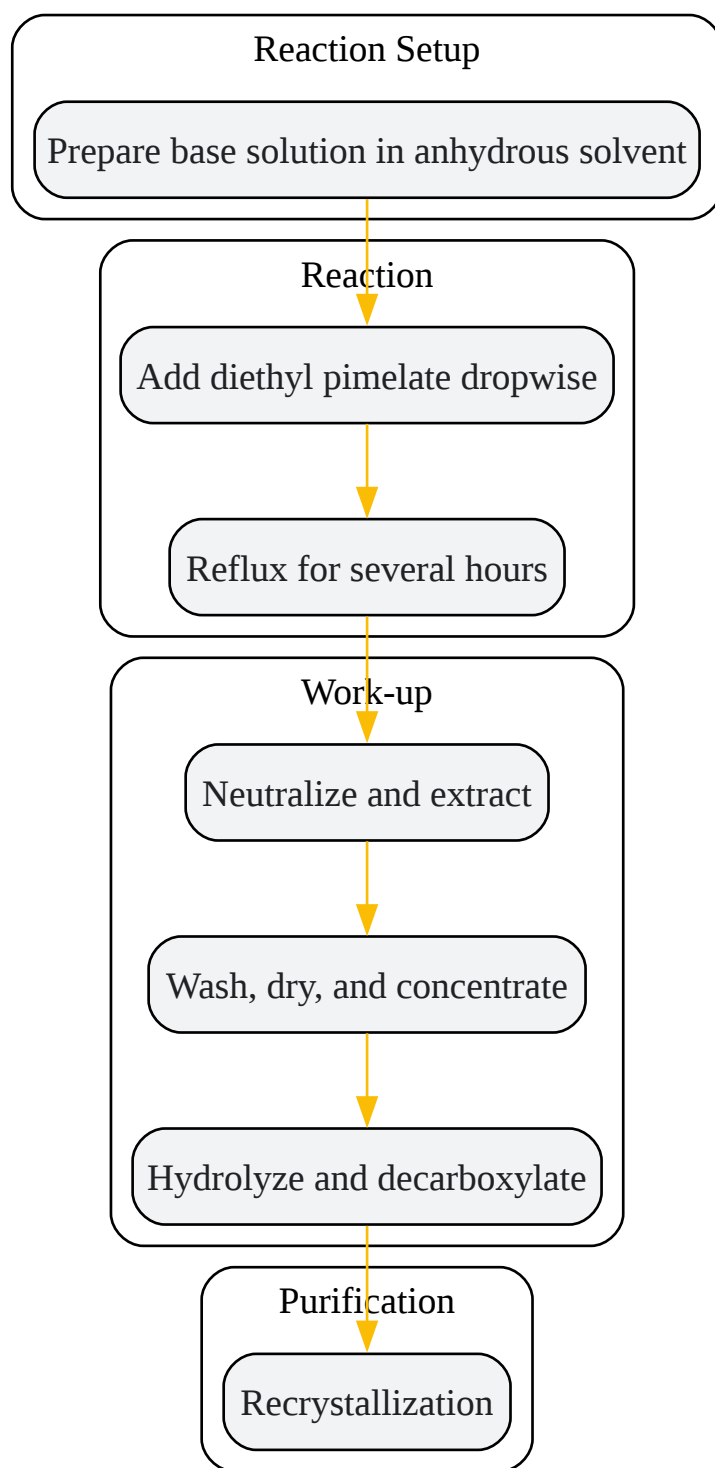 Reaction Setup
Prepare base solution in anhydrous solvent
Reaction
Add diethyl pimelate dropwise
Reflux for several hours
Work-up
Neutralize and extract
Wash, dry, and concentrate
Hydrolyze and decarboxylate
Purification
Recrystallization